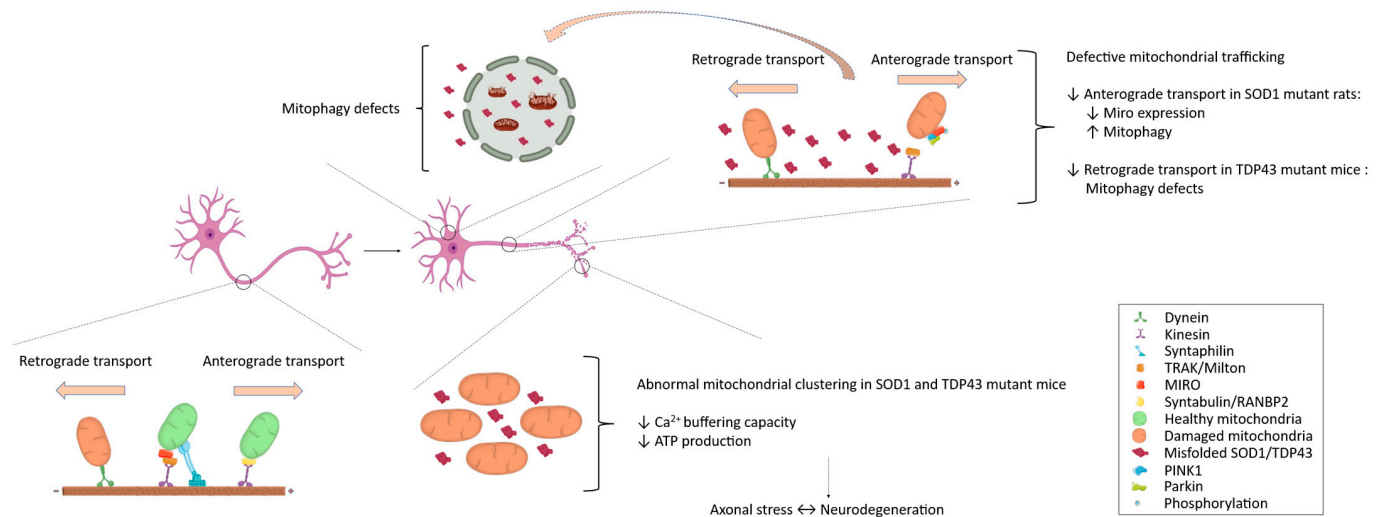 Mitophagy defects
Retrograde transport
Anterograde transport
-
+
Defective mitochondrial trafficking
↓ Anterograde transport in SOD1 mutant rats:
↓ Miro expression
↑ Mitophagy
↓ Retrograde transport in TDP43 mutant mice :
Mitophagy defects
Retrograde transport
Anterograde transport
-
+
Abnormal mitochondrial clustering in SOD1 and TDP43 mutant mice
↓ Ca²⁺ buffering capacity
↓ ATP production
Axonal stress ↔ Neurodegeneration
Dynein
Kinesin
Syntaphilin
TRAK/Milton
MIRO
Syntabulin/RANBP2
Healthy mitochondria
Damaged mitochondria
Misfolded SOD1/TDP43
PINK1
Parkin
Phosphorylation